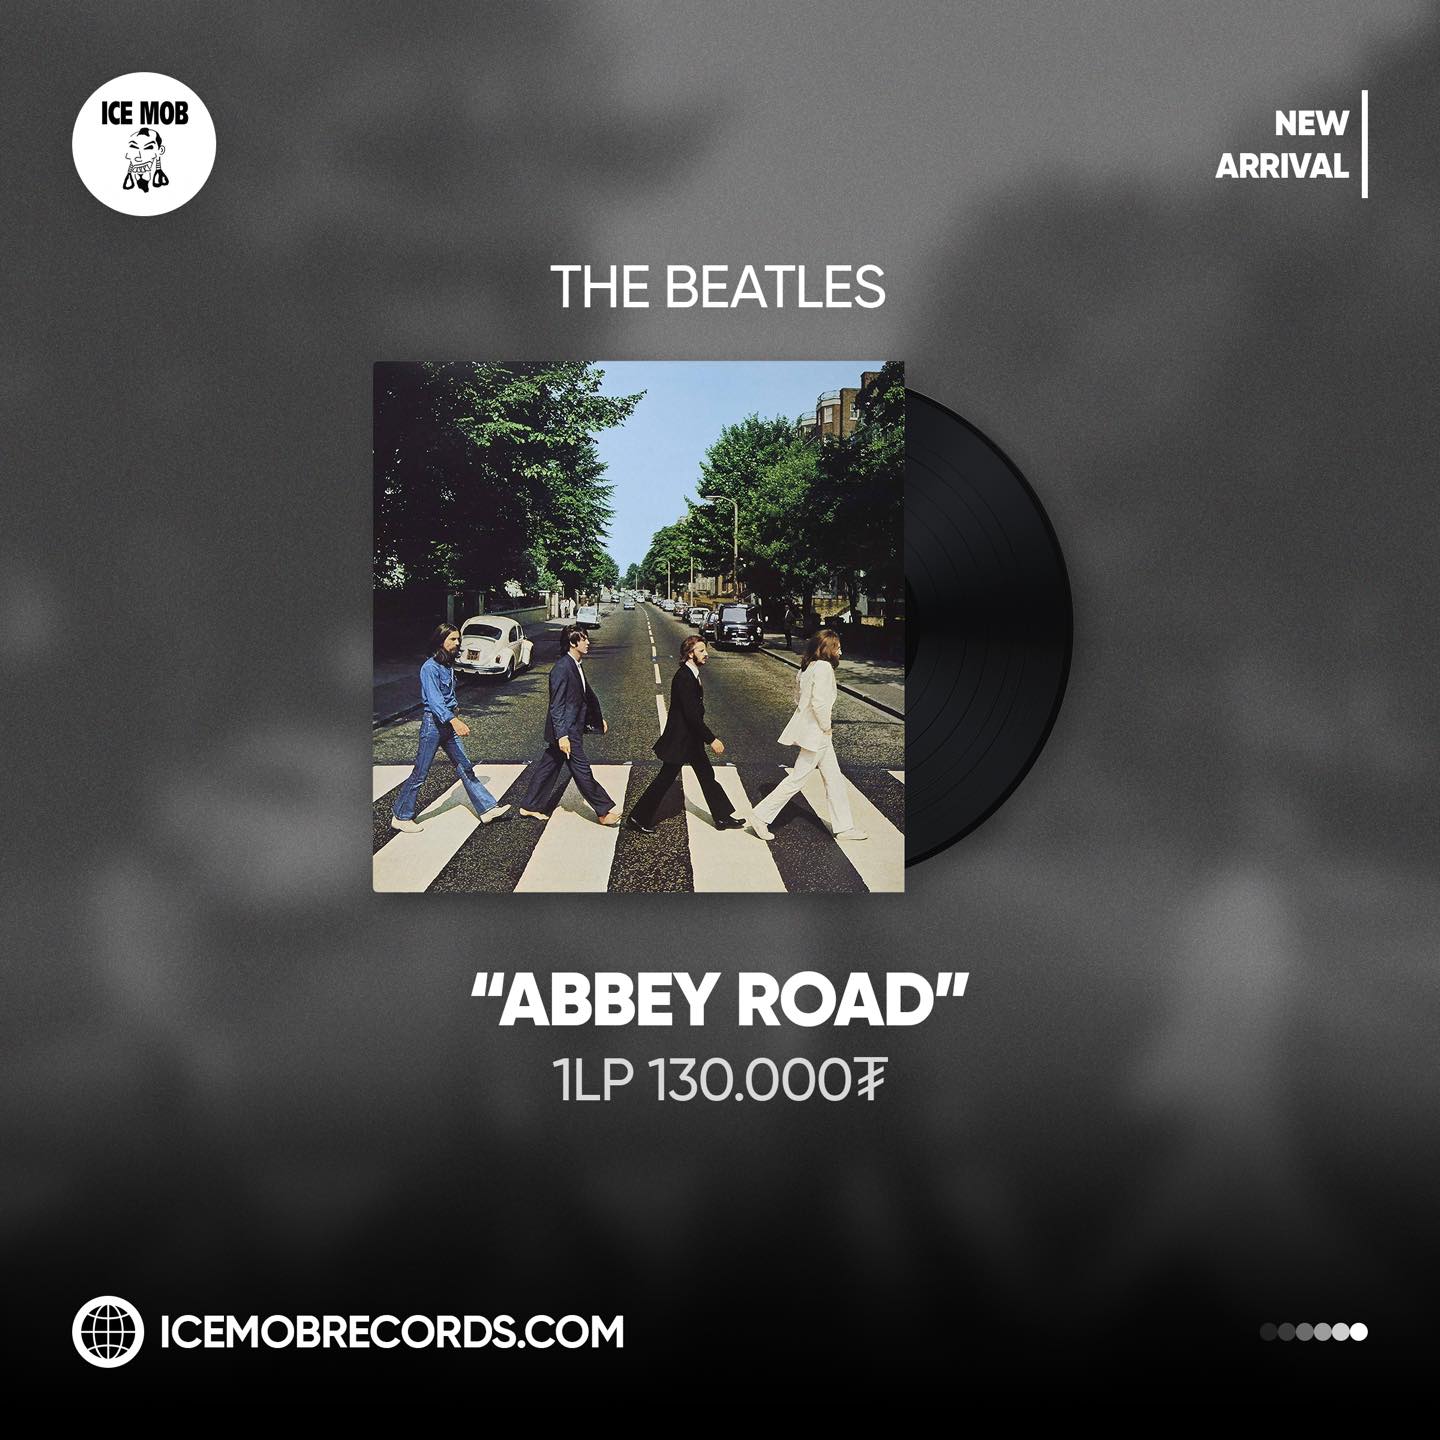 ICE MOB
NEW
ARRIVAL
THE BEATLES
“ABBEY ROAD”
1LP 130.000₮
ICEMOBRECORDS.COM